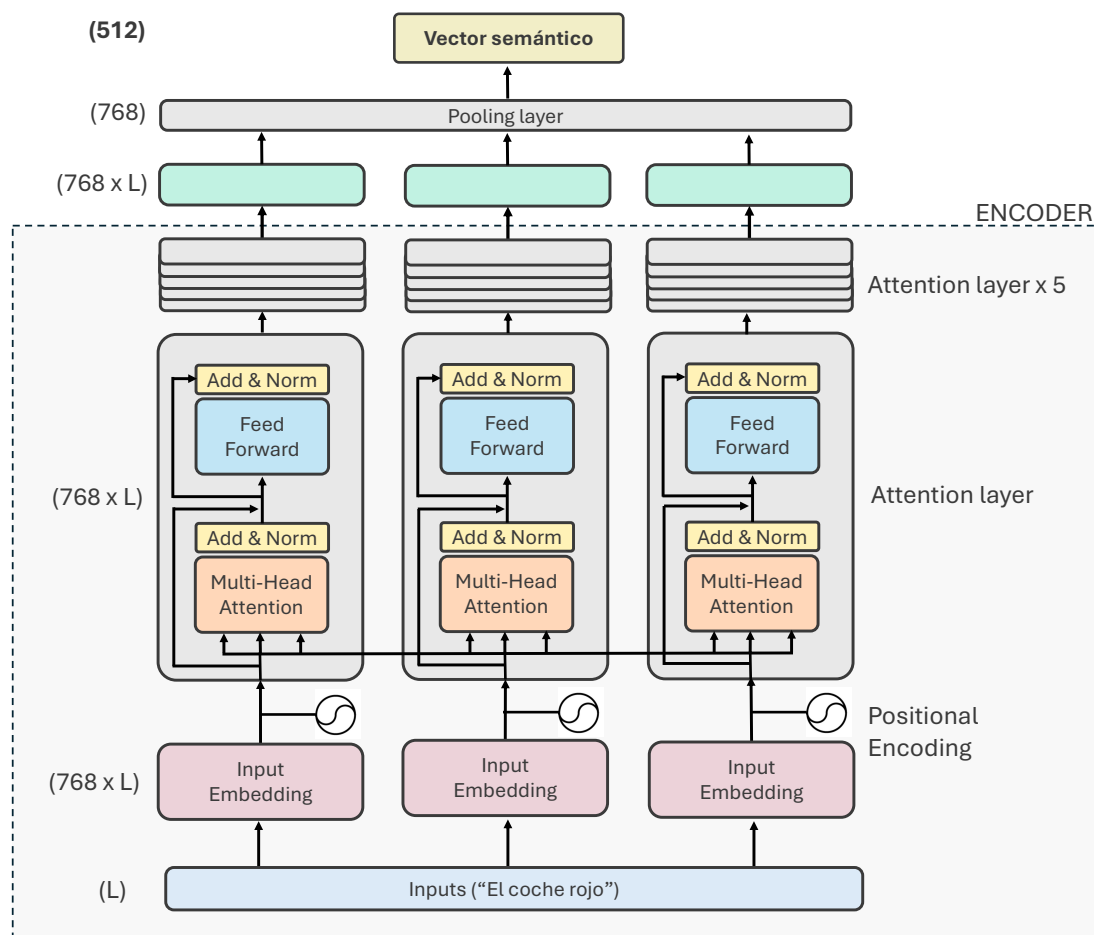 (512)
Vector semántico
(768)
Pooling layer
(768 x L)
ENCODER
Attention layer x 5
Add & Norm
Add & Norm
Add & Norm
Feed
Forward
Feed
Forward
Feed
Forward
(768 x L)
Attention layer
Add & Norm
Add & Norm
Add & Norm
Multi-Head
Attention
Multi-Head
Attention
Multi-Head
Attention
Positional
Encoding
(768 x L)
Input
Embedding
Input
Embedding
Input
Embedding
(L)
Inputs (“El coche rojo”)